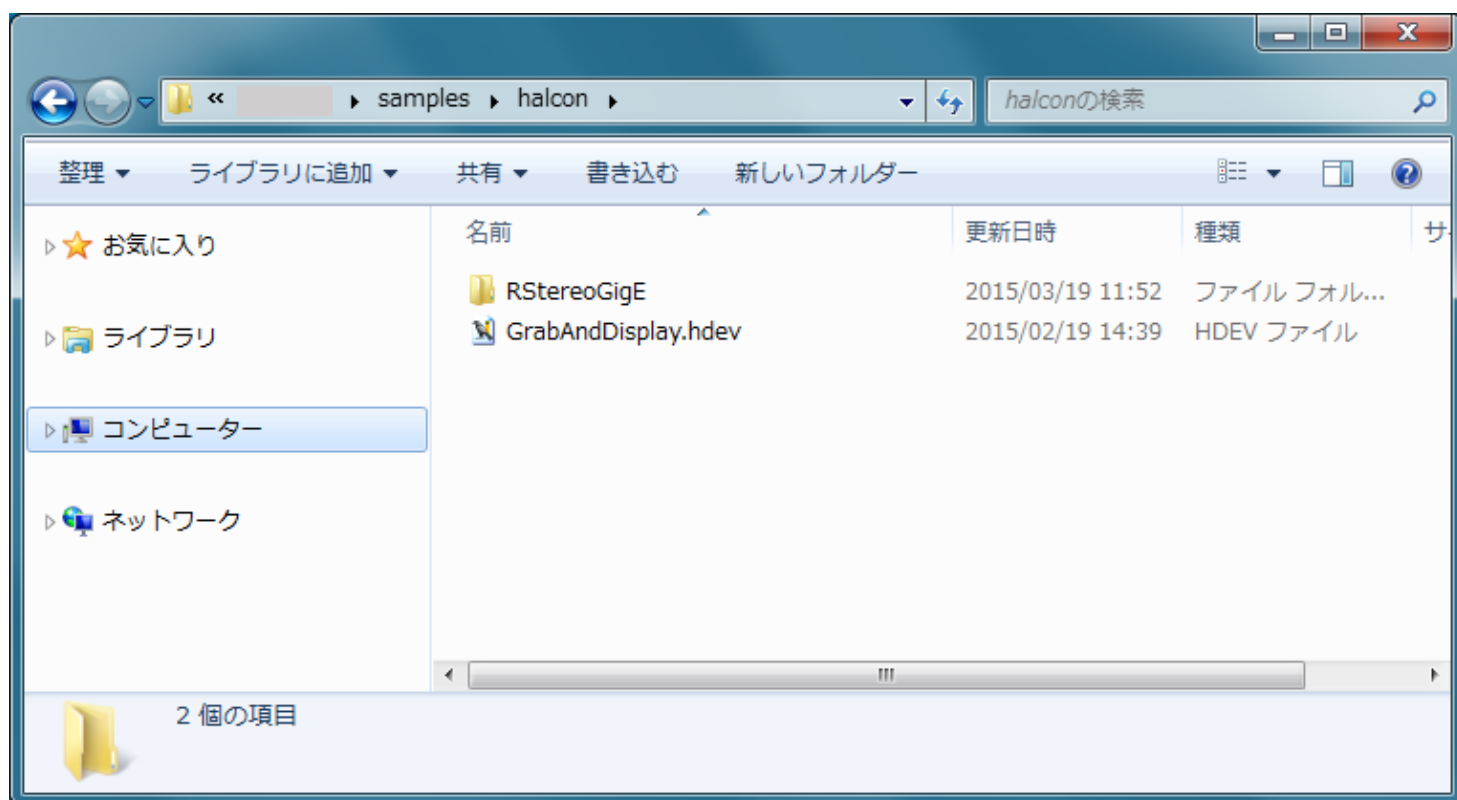 « samples halcon halconの検索
整理 ライブラリに追加 共有 書き込む 新しいフォルダー
名前 更新日時 種類 サ
お気に入り
RStereoGigE 2015/03/19 11:52 ファイル フォル...
GrabAndDisplay.hdev 2015/02/19 14:39 HDEV ファイル
ライブラリ
コンピューター
ネットワーク
2 個の項目